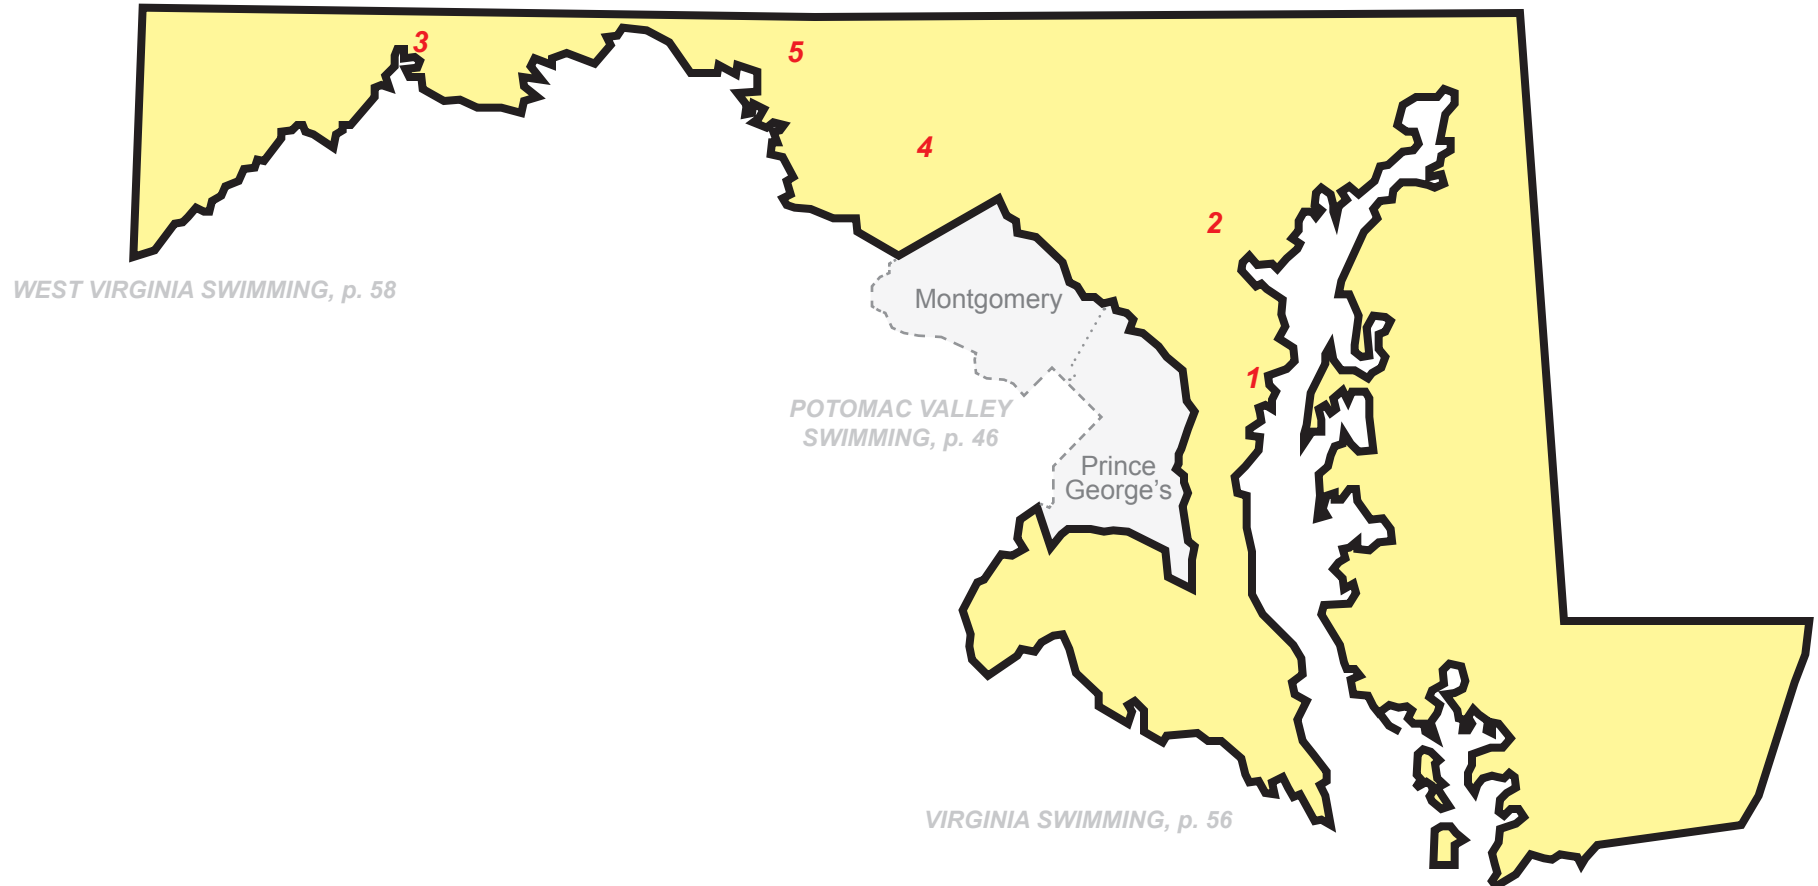 3
5
4
2
WEST VIRGINIA SWIMMING, p. 58
Montgomery
1
POTOMAC VALLEY
SWIMMING, p. 46
Prince
George’s
VIRGINIA SWIMMING, p. 56